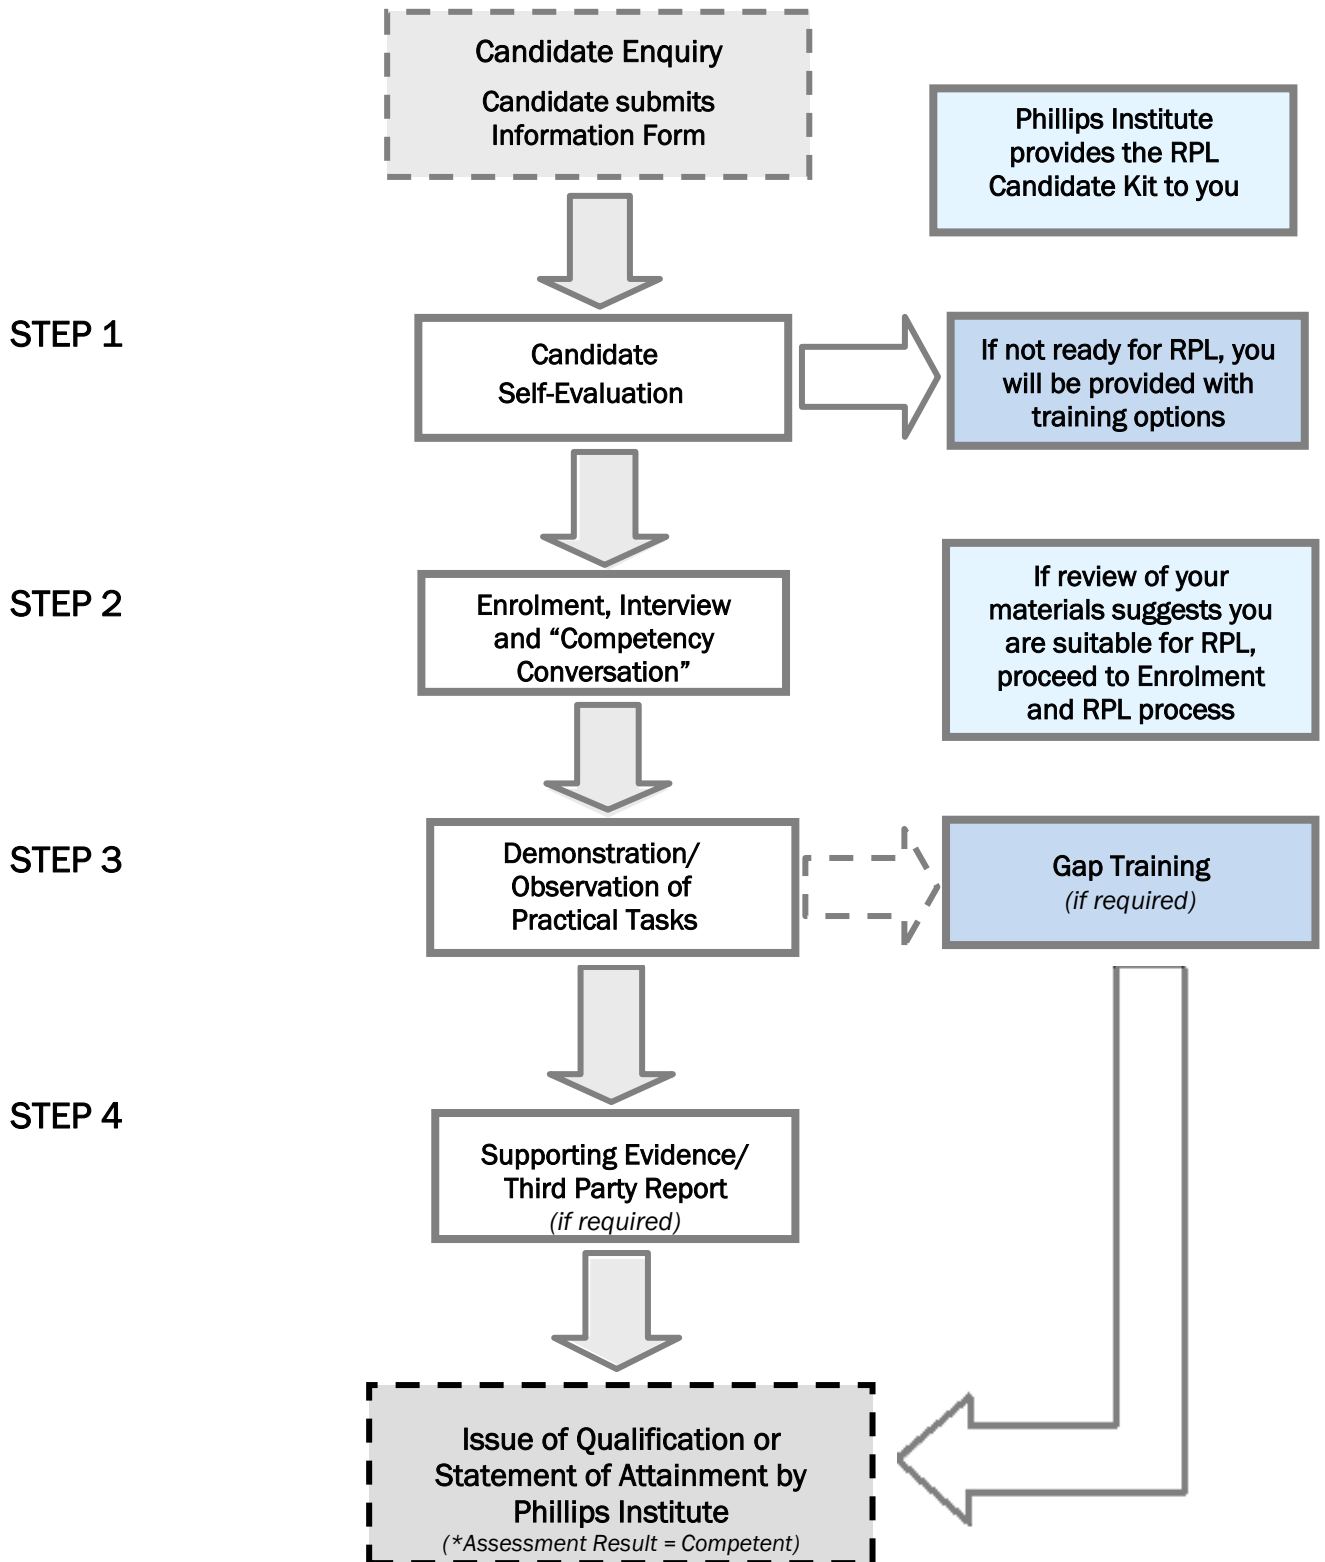 Candidate Enquiry
Candidate submits
Information Form
Phillips Institute
provides the RPL
Candidate Kit to you
STEP 1
Candidate
Self-Evaluation
If not ready for RPL, you
will be provided with
training options
STEP 2
Enrolment, Interview
and “Competency
Conversation”
If review of your
materials suggests you
are suitable for RPL,
proceed to Enrolment
and RPL process
STEP 3
Demonstration/
Observation of
Practical Tasks
Gap Training
(if required)
STEP 4
Supporting Evidence/
Third Party Report
(if required)
Issue of Qualification or
Statement of Attainment by
Phillips Institute
(*Assessment Result = Competent)